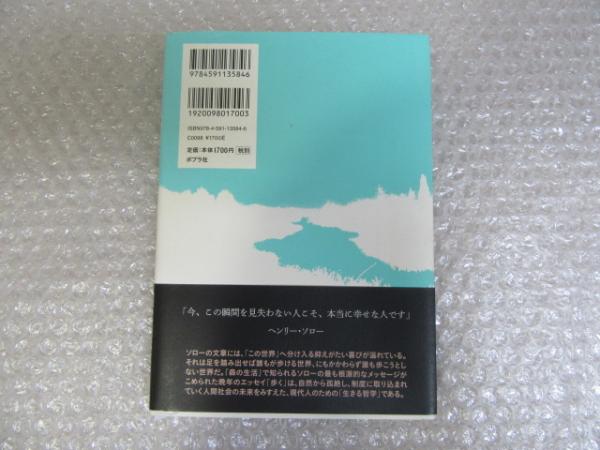 9784591135846
1920098017003
ISBN978-4-591-13584-6
C0098 ¥1700E
定価:本体1700円 税別
ポプラ社
「今、この瞬間を見失わない人こそ、本当に幸せな人です」
ヘンリー・ソロー
ソローの文章には、「この世界」へ分け入る抑えがたい喜びが溢れている。
それは足を踏み出せば誰もが歩ける世界、にもかかわらず誰も歩こうとし
ない世界だ。『森の生活』で知られるソローの最も根源的なメッセージが
こめられた晩年のエッセイ「歩く」は、自然から孤絶し、制度に取り込まれ
ていく人間社会の未来をみすえた、現代人のための「生きる哲学」である。